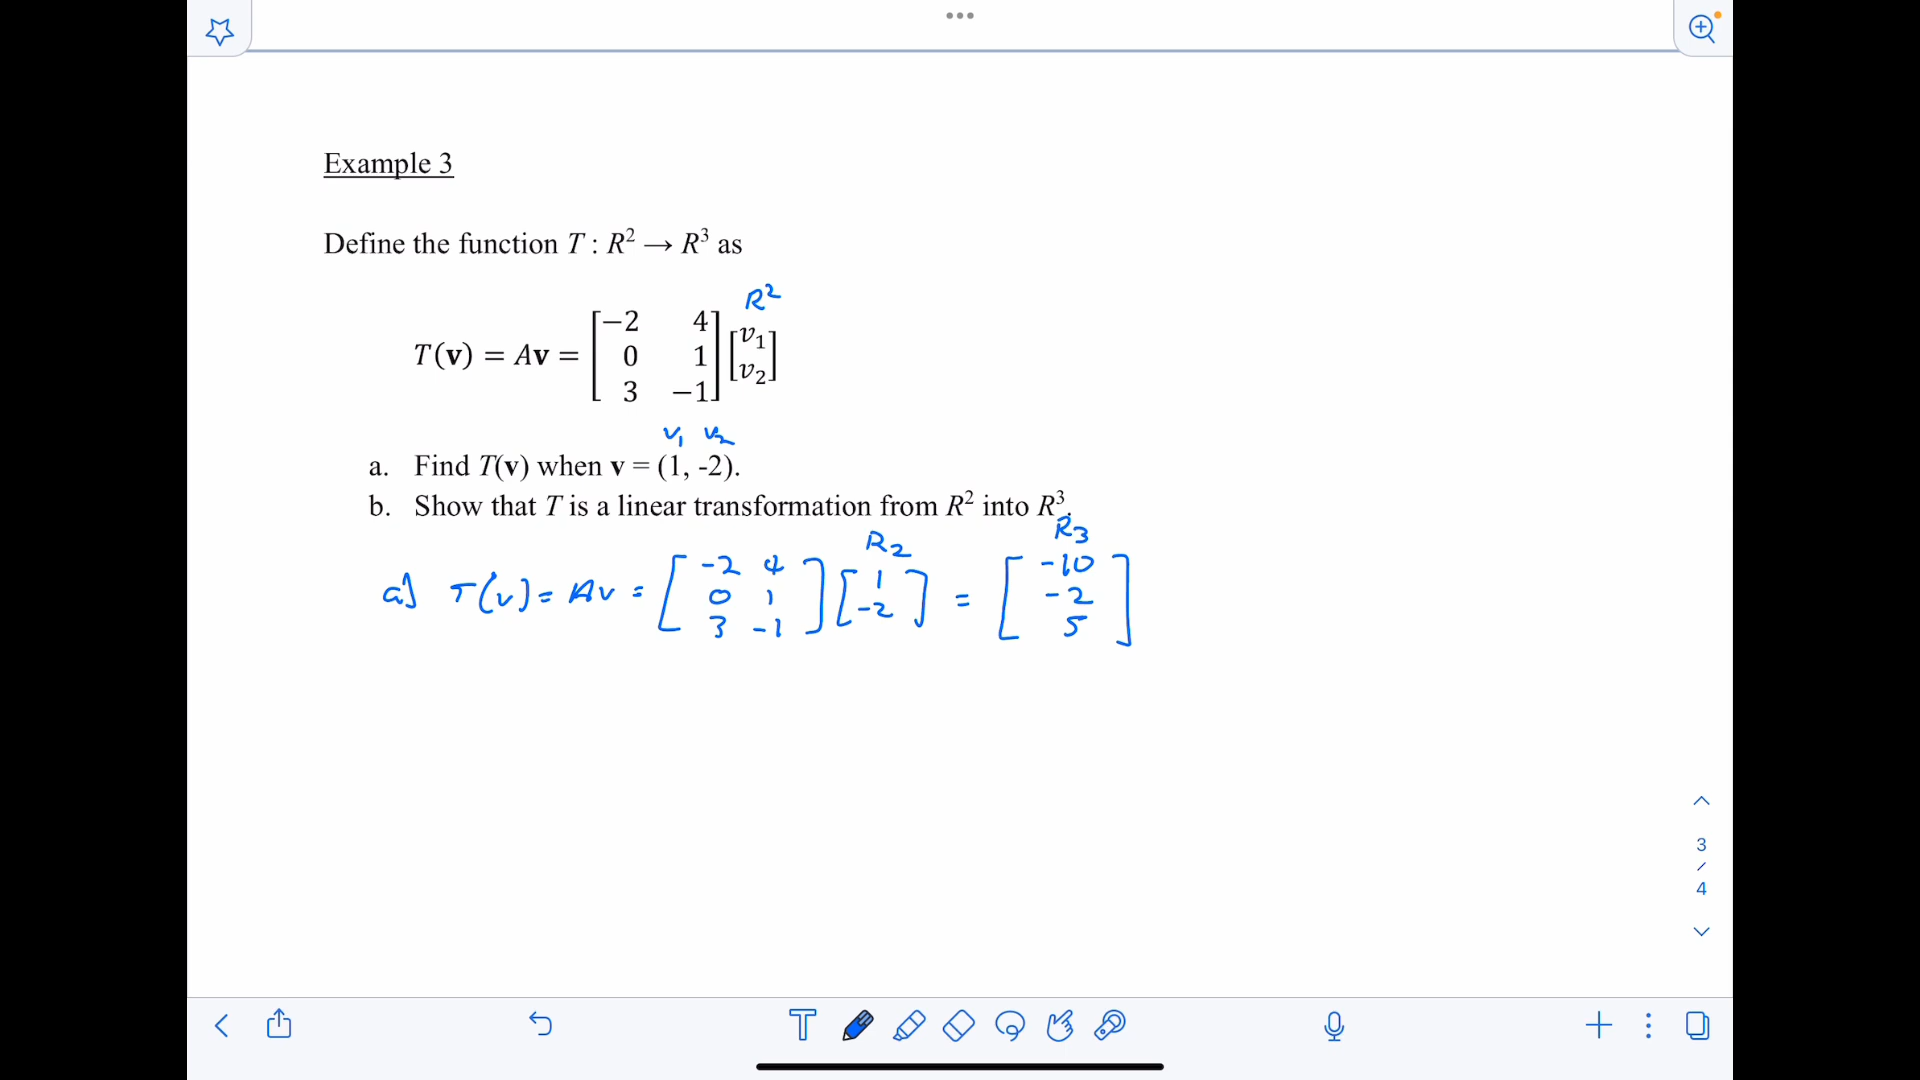 Example 3
Define the function T : R² → R³ as
R²
T(v) = Av = [−2 4; 0 1; 3 −1] [v₁; v₂]
v₁ v₂
a. Find T(v) when v = (1, -2).
b. Show that T is a linear transformation from R² into R³.
R₂ R₃
a) T(v) = Av = [-2 4; 0 1; 3 -1] [1; -2] = [-10; -2; 5]
3
/
4
T